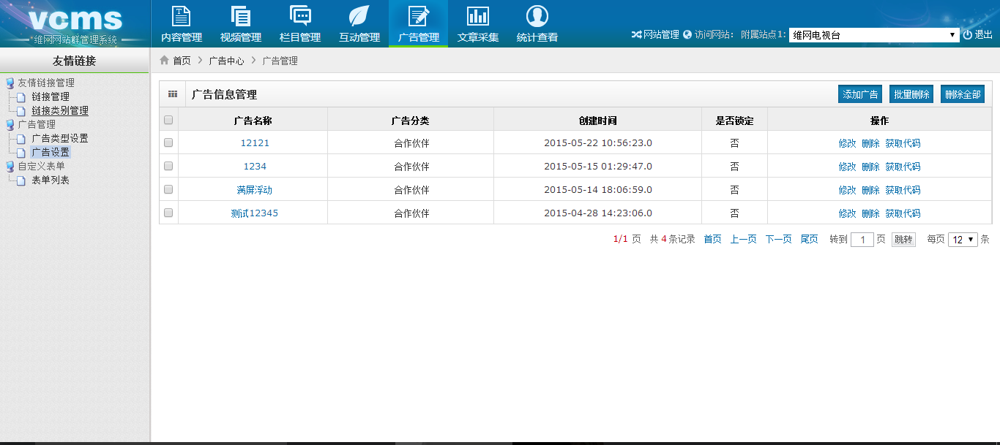 vcms
维网网站群管理系统
内容管理 视频管理 栏目管理 互动管理 广告管理 文章采集 统计查看
网站管理 访问网站: 附属站点1: 维网电视台 退出
友情链接
友情链接管理
链接管理
链接类别管理
广告管理
广告类型设置
广告设置
自定义表单
表单列表
首页 > 广告中心 > 广告管理
广告信息管理 添加广告 批量删除 删除全部
广告名称 广告分类 创建时间 是否锁定 操作
12121 合作伙伴 2015-05-22 10:56:23.0 否 修改 删除 获取代码
1234 合作伙伴 2015-05-15 01:29:47.0 否 修改 删除 获取代码
满屏浮动 合作伙伴 2015-05-14 18:06:59.0 否 修改 删除 获取代码
测试12345 合作伙伴 2015-04-28 14:23:06.0 否 修改 删除 获取代码
1/1 页 共 4 条记录 首页 上一页 下一页 尾页 转到 1 页 跳转 每页 12 条